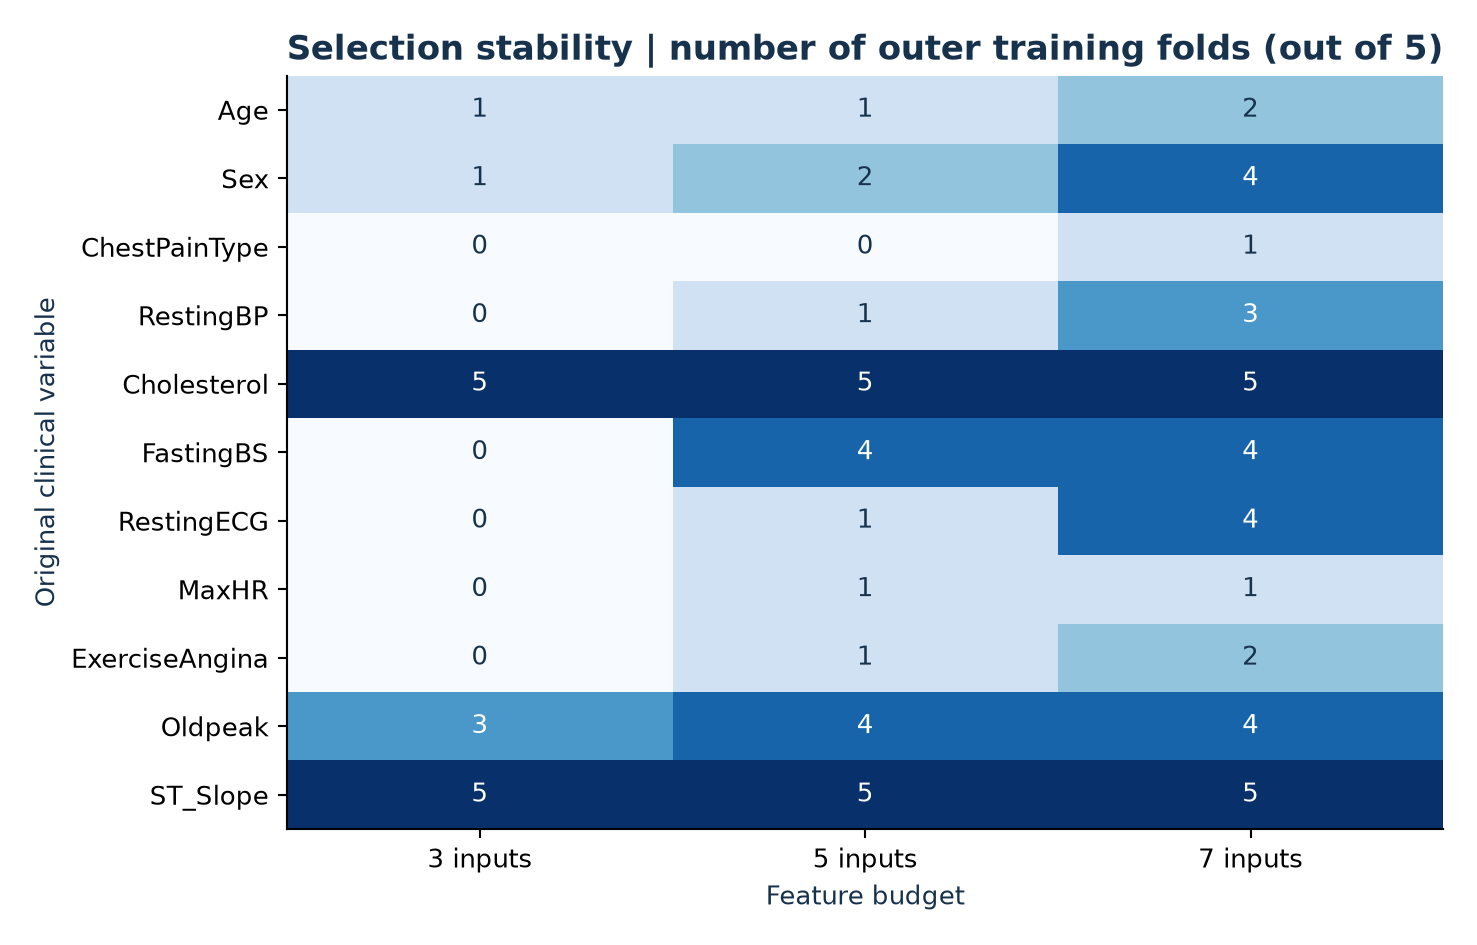 Selection stability | number of outer training folds (out of 5)
Original clinical variable
Age 1 1 2
Sex 1 2 4
ChestPainType 0 0 1
RestingBP 0 1 3
Cholesterol 5 5 5
FastingBS 0 4 4
RestingECG 0 1 4
MaxHR 0 1 1
ExerciseAngina 0 1 2
Oldpeak 3 4 4
ST_Slope 5 5 5
3 inputs 5 inputs 7 inputs
Feature budget